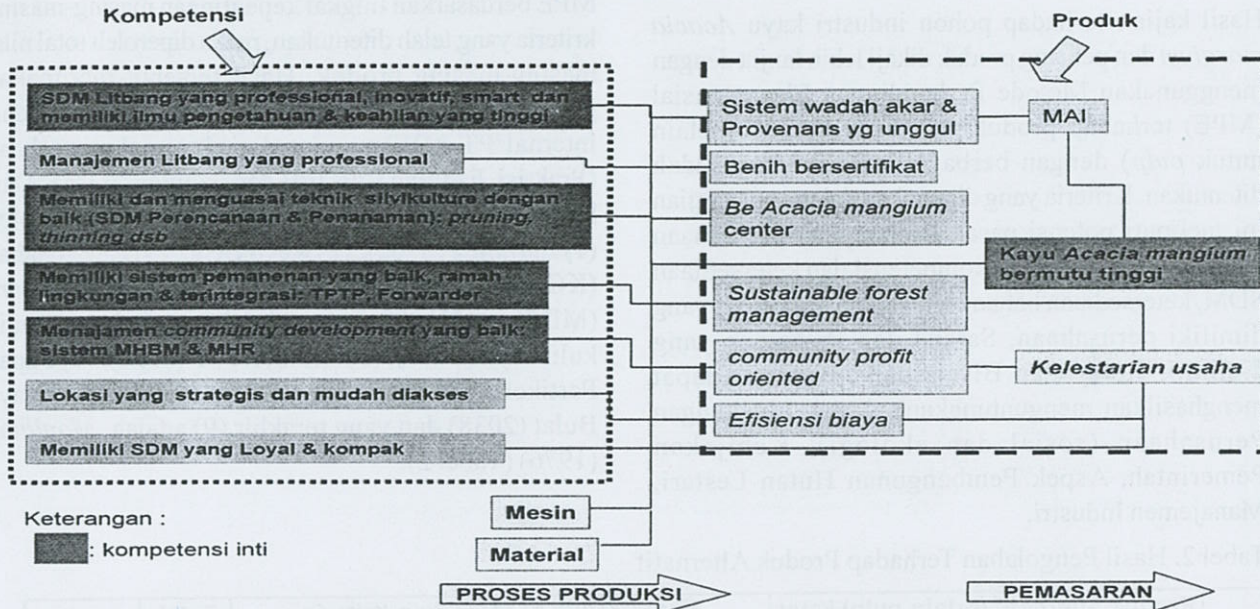 Kompetensi
SDM Litbang yang professional, inovatif, smart dan
memiliki ilmu pengetahuan & keahilan yang tinggi
Manajemen Litbang yang professional
Memiliki dan menguasai teknik silvikulture dengan
baik (SDM Perencanaan & Penanaman): pruning,
thinning dsb
Memiliki sistem pemanenan yang baik, ramah
lingkungan & terintegrasi: TPTP, Forwarder
Menajamen community development yang baik:
sistem MHBM & MHR
Lokasi yang strategis dan mudah diakses
Memiliki SDM yang Loyal & kompak
Keterangan :
: kompetensi inti
Mesin
Material
PROSES PRODUKSI
Produk
Sistem wadah akar &
provenans yg unggul
Benih bersertifikat
Be Acacia mangium
center
Sustainable forest
management
community profit
oriented
Efisiensi biaya
MAI
Kayu Acacia mangium
bermutu tinggi
Kelestarian usaha
PEMASARAN